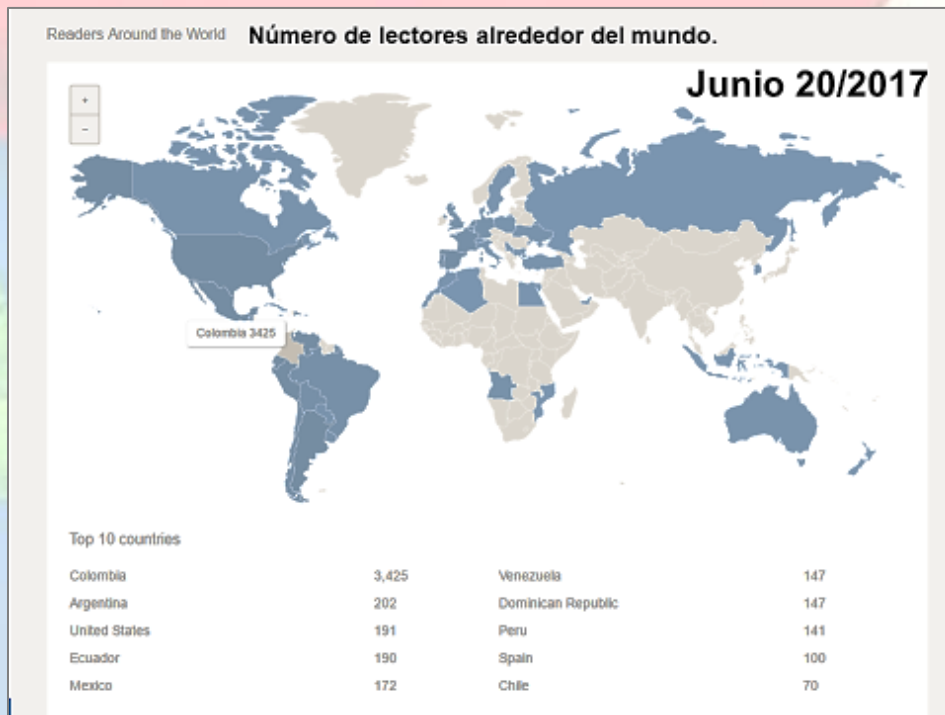 Readers Around the World Número de lectores alrededor del mundo.
Junio 20/2017
+
−
Colombia 3425
Top 10 countries
Colombia 3,425 Venezuela 147
Argentina 202 Dominican Republic 147
United States 191 Peru 141
Ecuador 190 Spain 100
Mexico 172 Chile 70